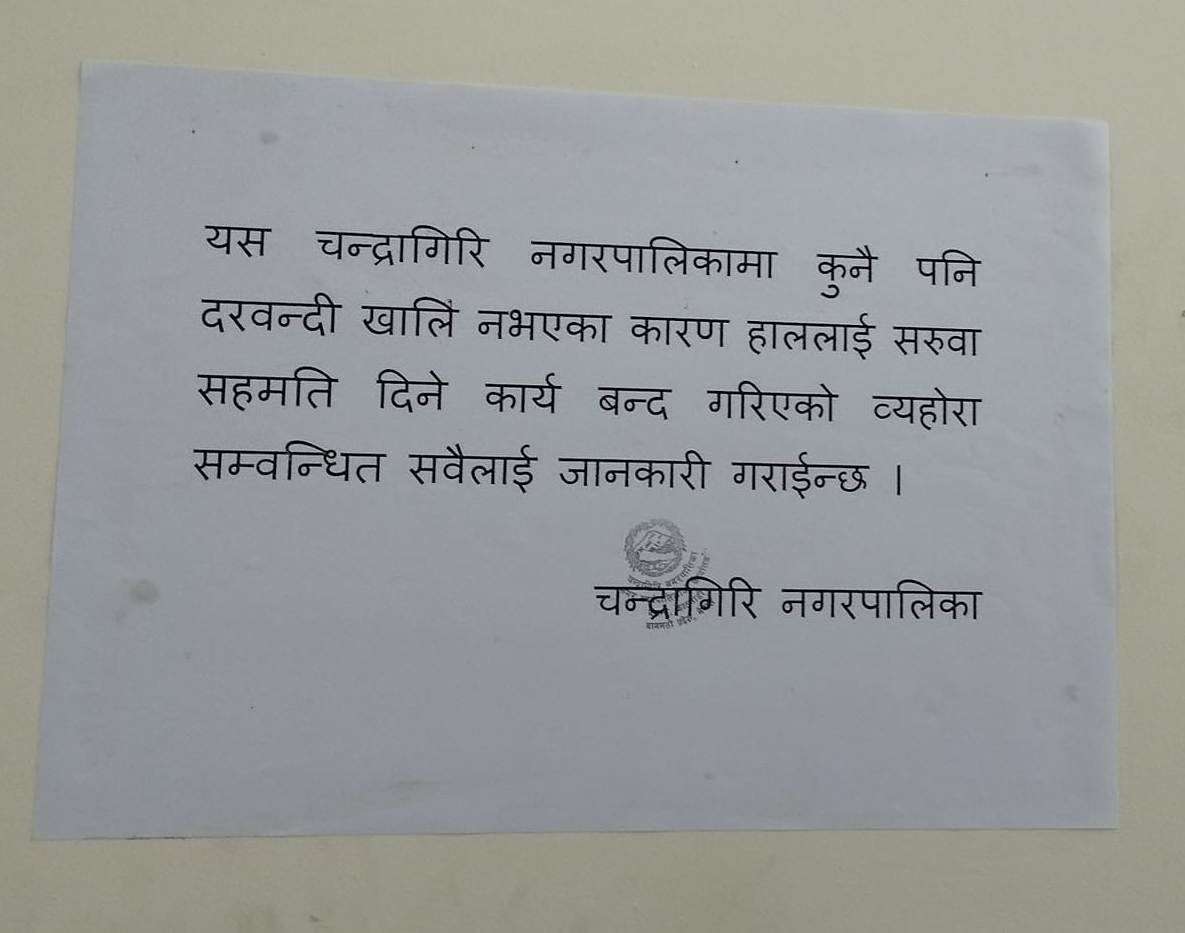 यस चन्द्रागिरि नगरपालिकामा कुनै पनि
दरवन्दी खालि नभएका कारण हाललाई सरुवा
सहमति दिने कार्य बन्द गरिएको व्यहोरा
सम्वन्धित सवैलाई जानकारी गराईन्छ ।
चन्द्रागिरि नगरपालिका